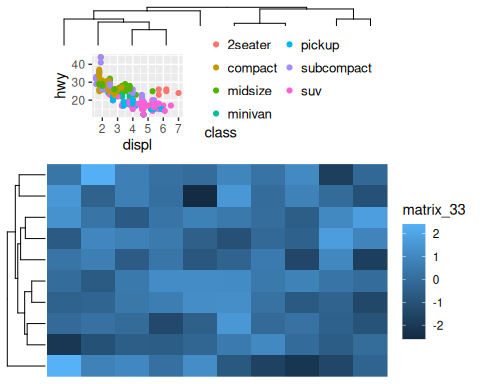 2seater
pickup
compact
subcompact
midsize
suv
minivan
class
hwy
40
30
20
2 3 4 5 6 7
displ
matrix_33
2
1
0
-1
-2